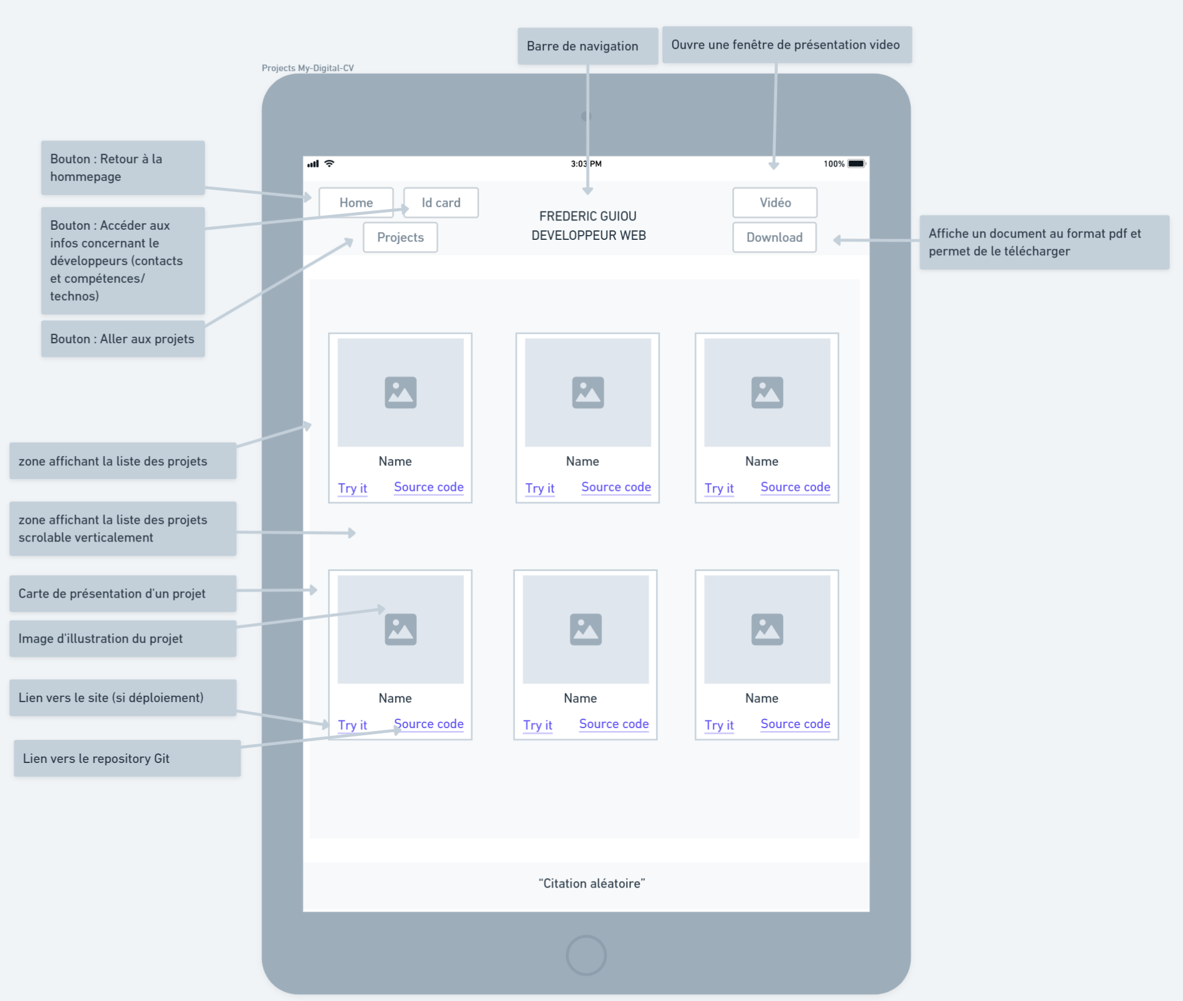 Barre de navigation
Ouvre une fenêtre de présentation video
Projects My-Digital-CV
Bouton : Retour à la
hommepage
3:03 PM
100%
Home
Id card
Vidéo
FREDERIC GUIOU
DEVELOPPEUR WEB
Projects
Download
Bouton : Accéder aux
infos concernant le
développeurs (contacts
et compétences/
technos)
Affiche un document au format pdf et
permet de le télécharger
Bouton : Aller aux projets
Name
Name
Name
Try it
Source code
Try it
Source code
Try it
Source code
zone affichant la liste des projets
zone affichant la liste des projets
scrolable verticalement
Carte de présentation d'un projet
Image d'illustration du projet
Name
Name
Name
Lien vers le site (si déploiement)
Try it
Source code
Try it
Source code
Try it
Source code
Lien vers le repository Git
“Citation aléatoire”